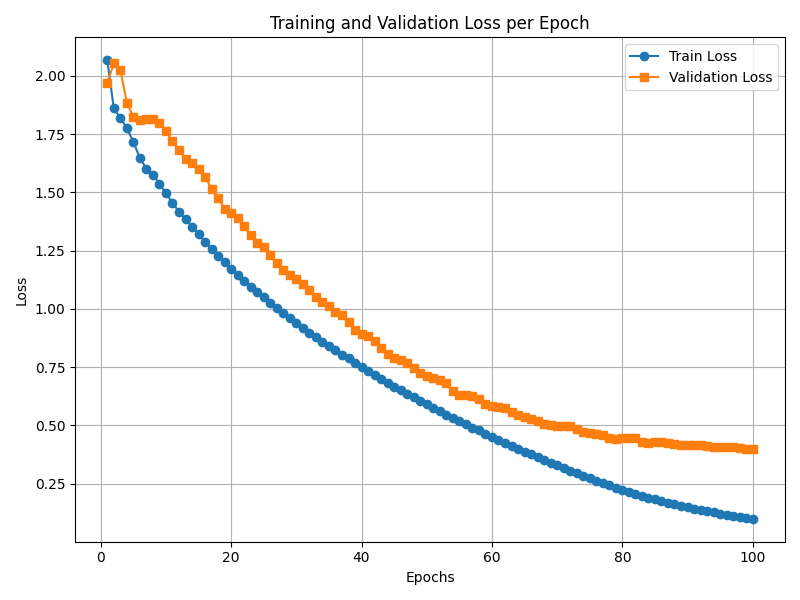 Training and Validation Loss per Epoch
Train Loss
Validation Loss
2.00
1.75
1.50
1.25
1.00
0.75
0.50
0.25
Loss
0 20 40 60 80 100
Epochs